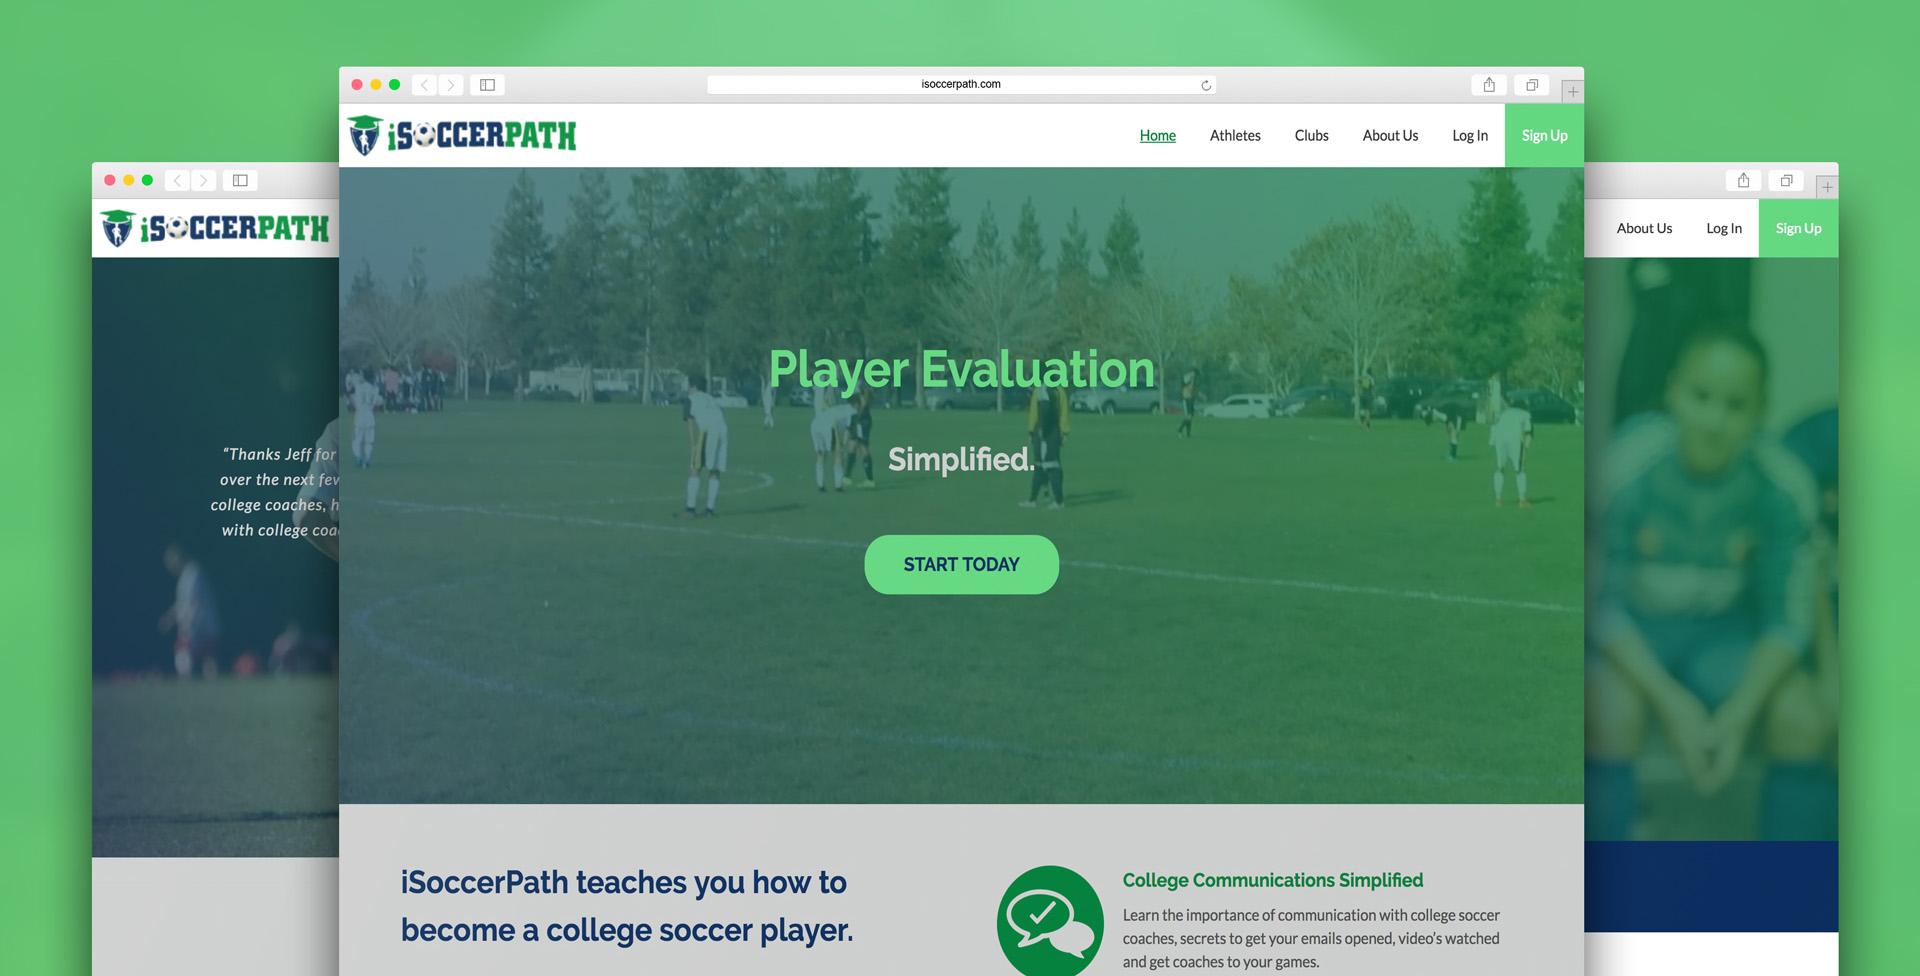 isoccerpath.com
iSOCCERPATH
Home
Athletes
Clubs
About Us
Log In
Sign Up
Player Evaluation
Simplified.
START TODAY
iSoccerPath teaches you how to
become a college soccer player.
College Communications Simplified
Learn the importance of communication with college soccer
coaches, secrets to get your emails opened, video's watched
and get coaches to your games.
iSOCCERPATH
“Thanks Jeff for
over the next few
college coaches, h
with college coa
About Us
Log In
Sign Up